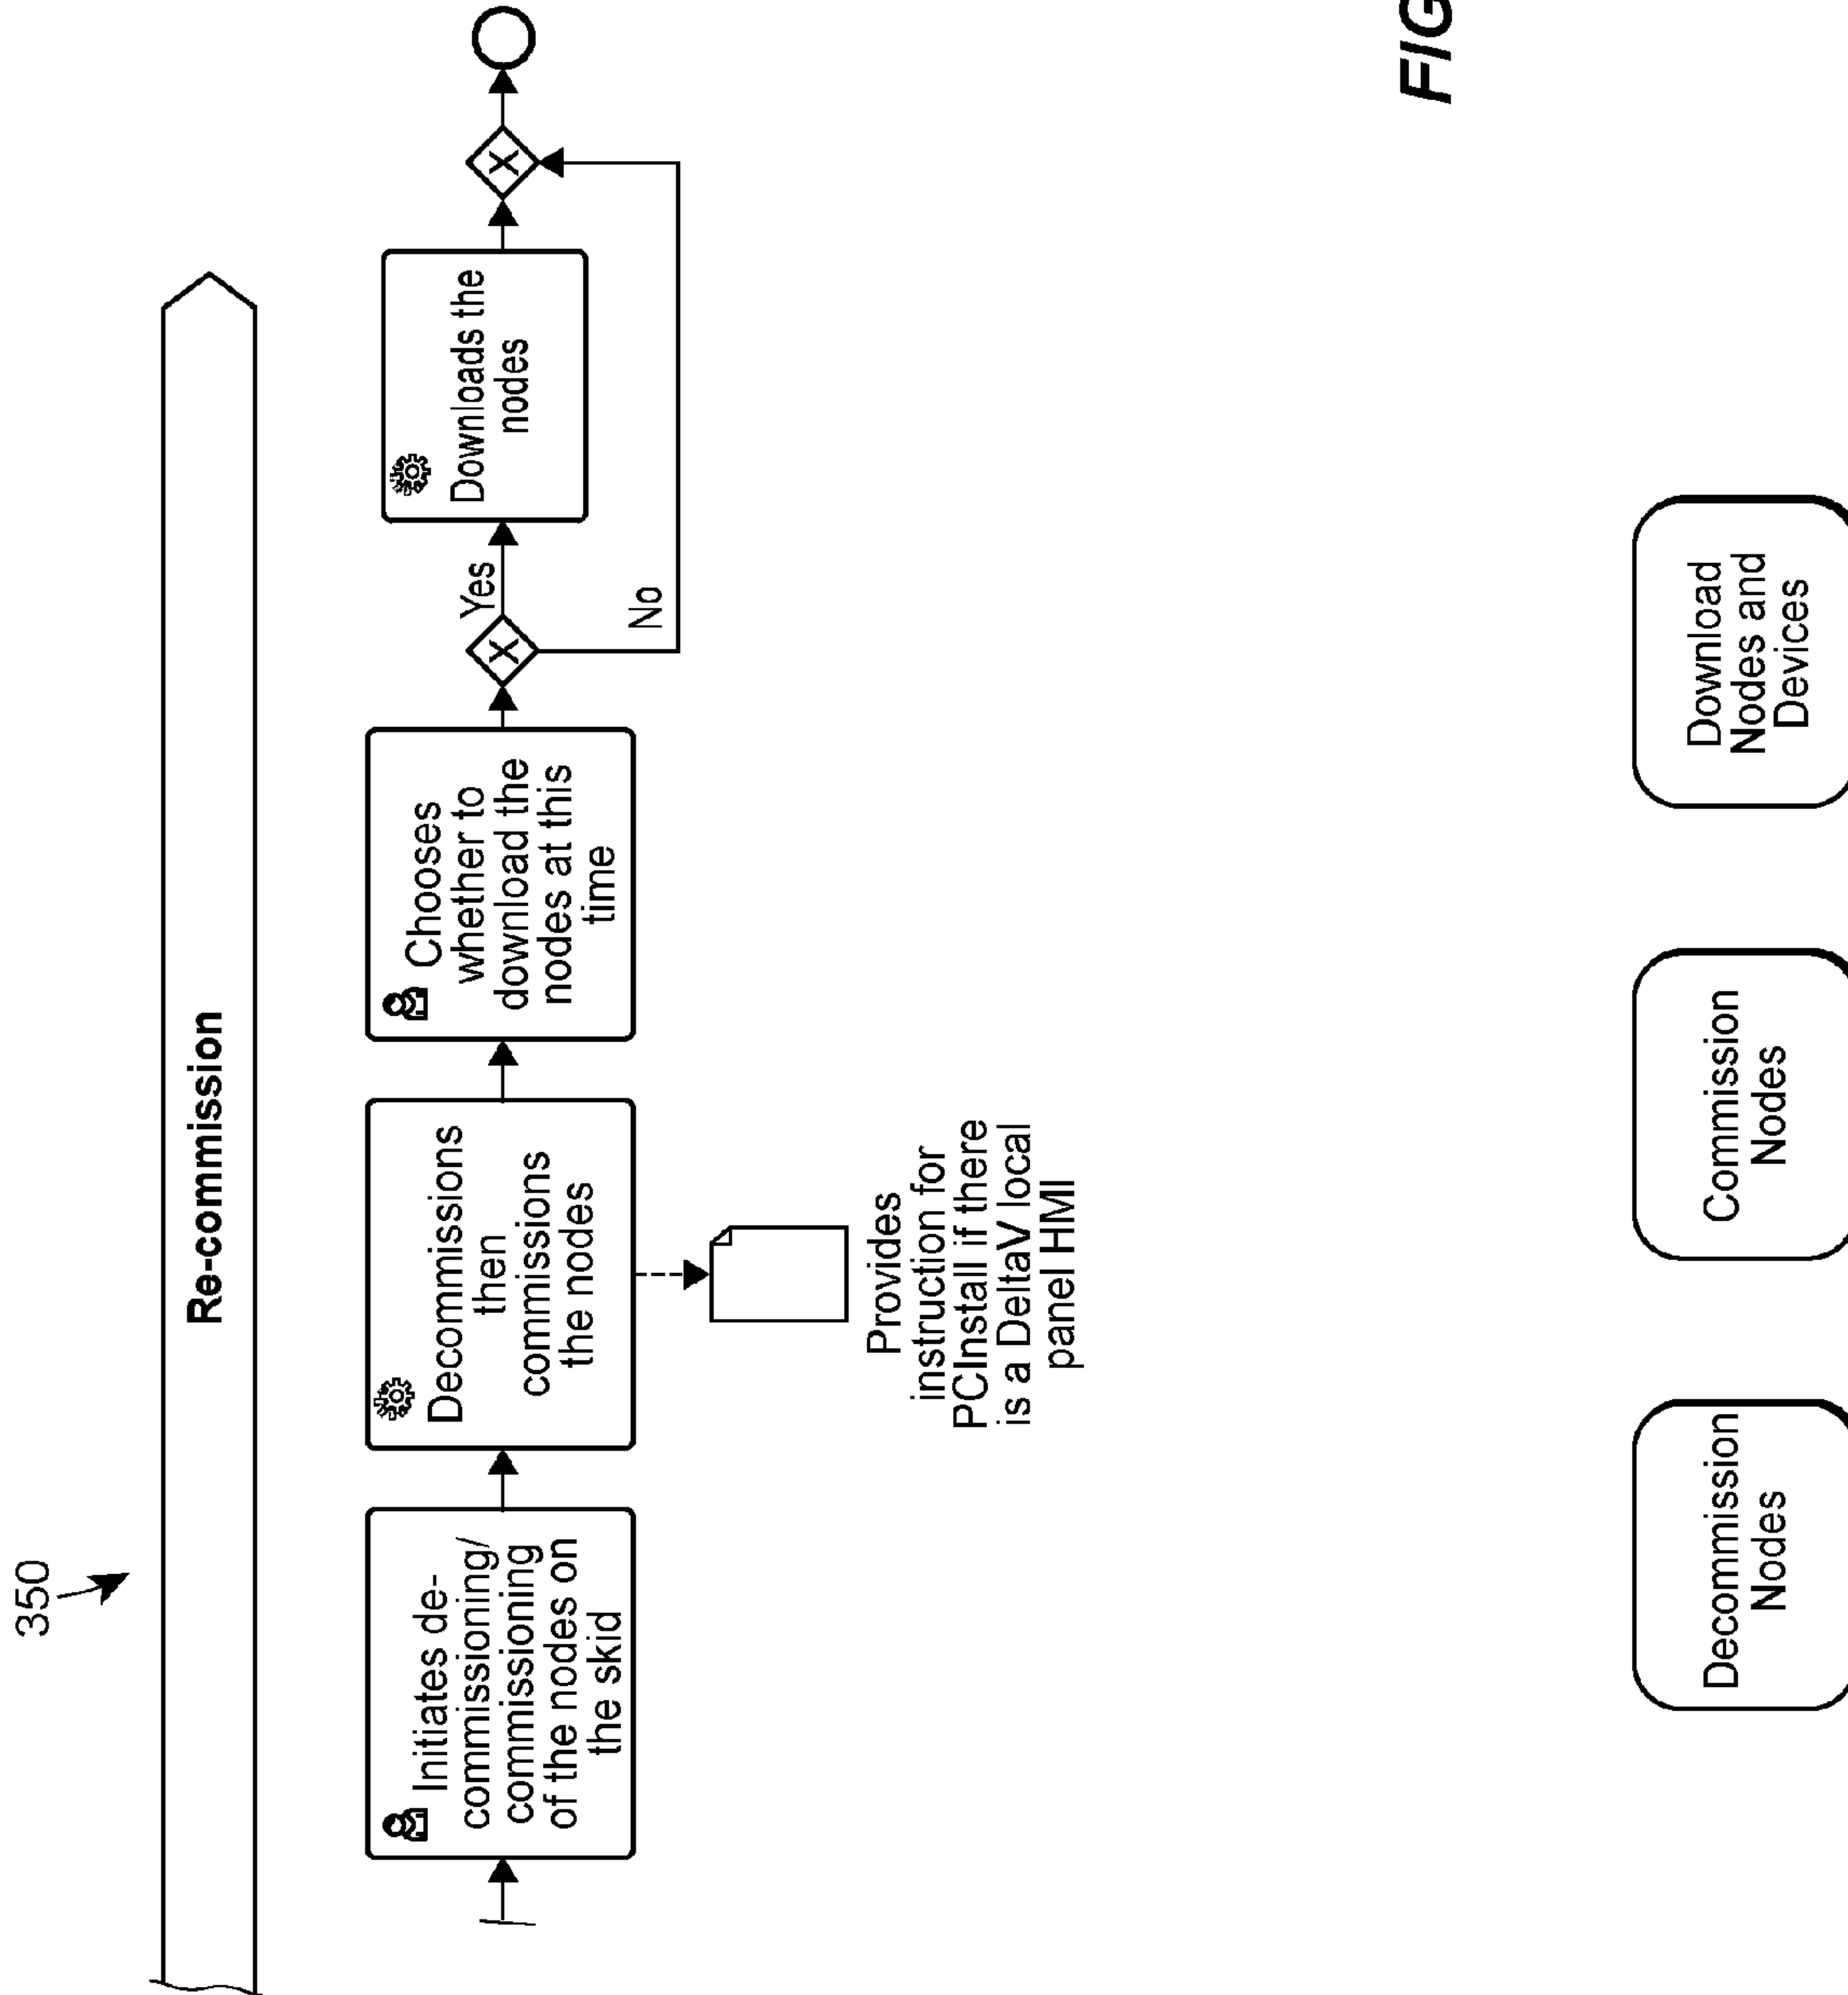 350
Re-commission
Initiates de-
commissioning/
commissioning
of the nodes on
the skid
Decommissions
then
commissions
the nodes
Chooses
whether to
download the
nodes at this
time
X
Yes
No
Downloads the
nodes
X
Provides
instruction for
PCInstall if there
is a DeltaV local
panel HMI
FIG
Decommission
Nodes
Commission
Nodes
Download
Nodes and
Devices